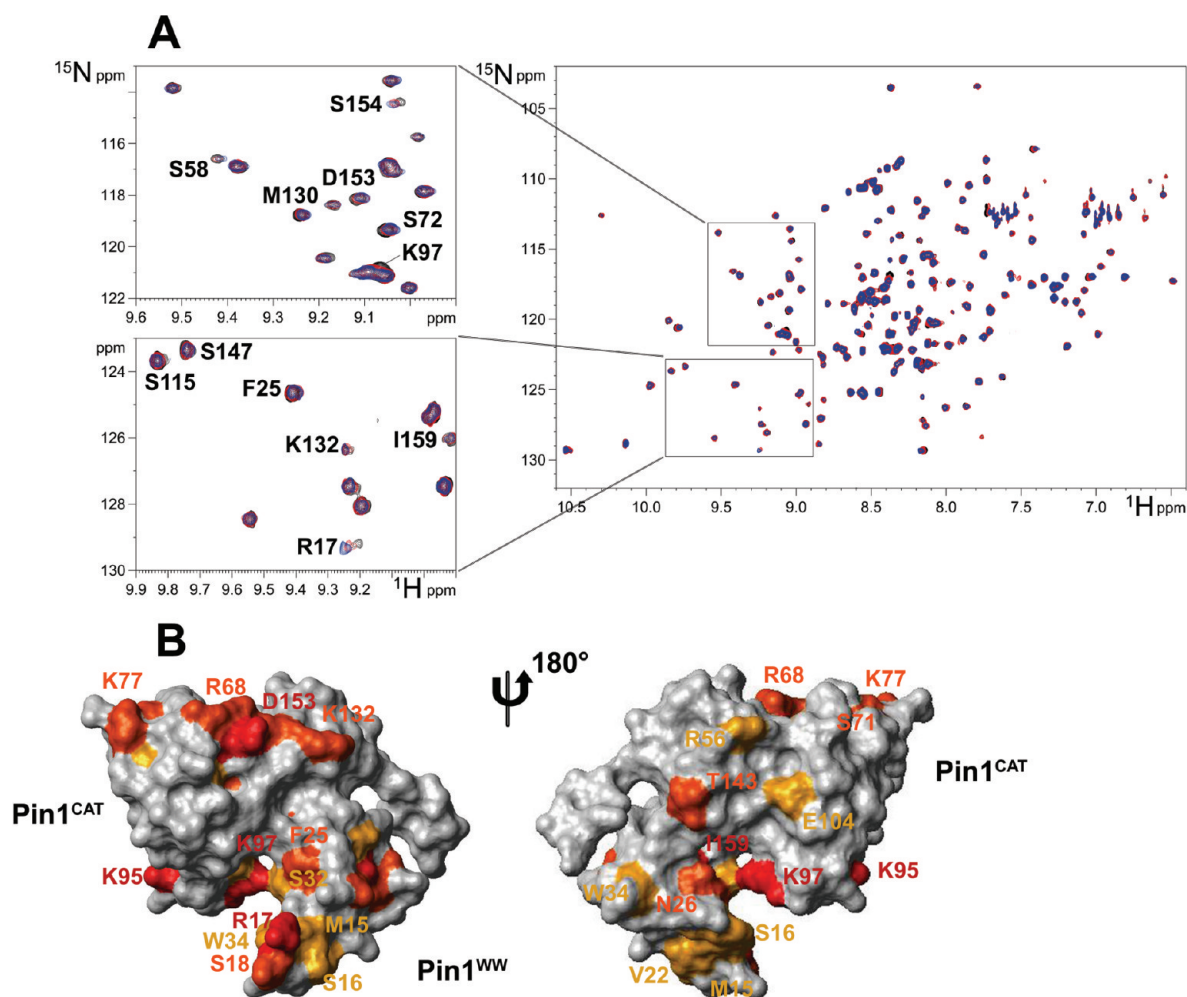 A
15N ppm
S154
S58
M130
D153
S72
K97
116
118
120
122
9.6 9.5 9.4 9.3 9.2 9.1 ppm
ppm
S147
S115
F25
K132
I159
R17
124
126
128
130
9.9 9.8 9.7 9.6 9.5 9.4 9.3 9.2 1H ppm
15N ppm
105
110
115
120
125
130
10.5 10.0 9.5 9.0 8.5 8.0 7.5 7.0 1H ppm
B
180°
K77 R68 D153 K132
Pin1CAT
F25
K97
S32
K95
R17
M15
W34
S18
S16
Pin1WW
R68 K77
S71
R56
Pin1CAT
T143
E104
I159
K97 K95
W34
N26
S16
V22
M15